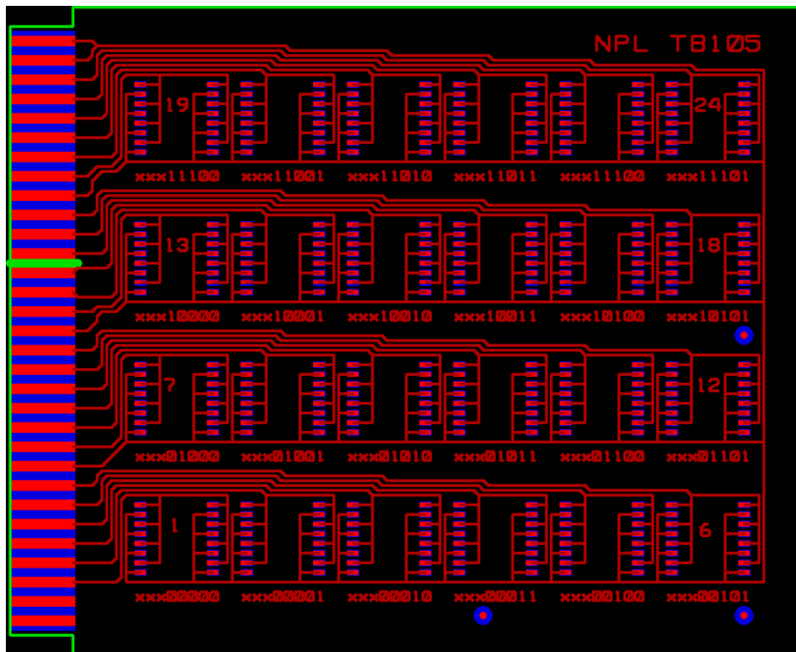 NPL TB105
19 24
xxx11100 xxx11001 xxx11010 xxx11011 xxx11100 xxx11101
13 18
xxx10000 xxx10001 xxx10010 xxx10011 xxx10100 xxx10101
7 12
xxx01000 xxx01001 xxx01010 xxx01011 xxx01100 xxx01101
1 6
xxx00000 xxx00001 xxx00010 xxx00011 xxx00100 xxx00101